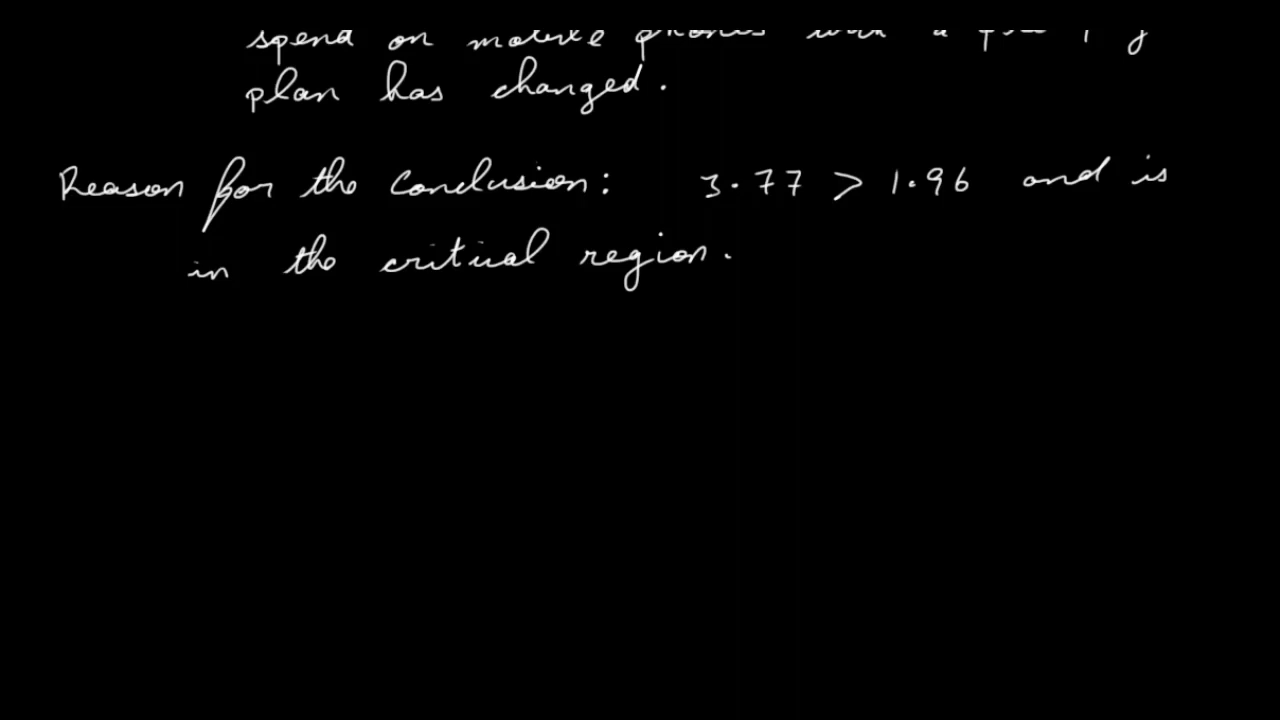 spend on mobile phones with a
plan has changed.
Reason for the conclusion: 3.77 > 1.96 and is
in the critical region.